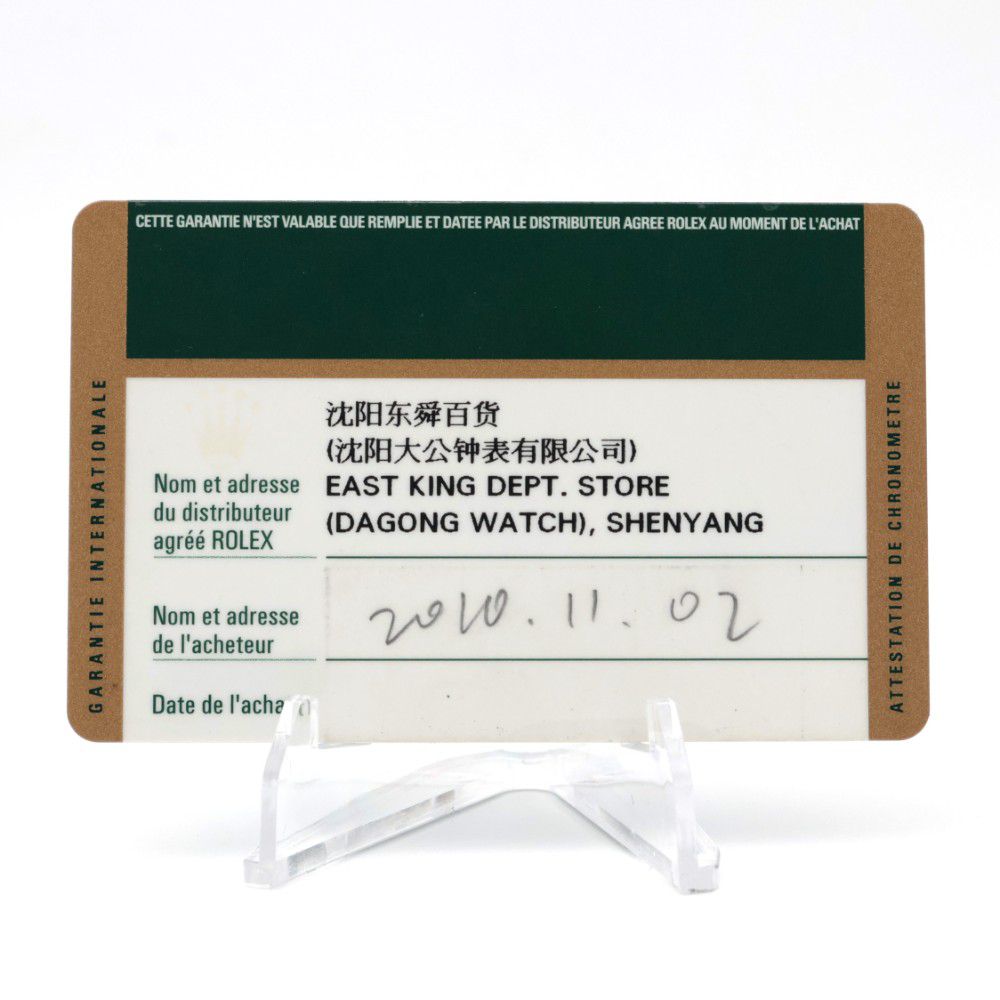 CETTE GARANTIE N'EST VALABLE QUE REMPLIE ET DATEE PAR LE DISTRIBUTEUR AGREE ROLEX AU MOMENT DE L'ACHAT
GARANTIE INTERNATIONALE
沈阳东舜百货
(沈阳大公钟表有限公司)
Nom et adresse
du distributeur
agréé ROLEX
EAST KING DEPT. STORE
(DAGONG WATCH), SHENYANG
Nom et adresse
de l'acheteur
2010.11.02
Date de l'achat
ATTESTATION DE CHRONOMETRE